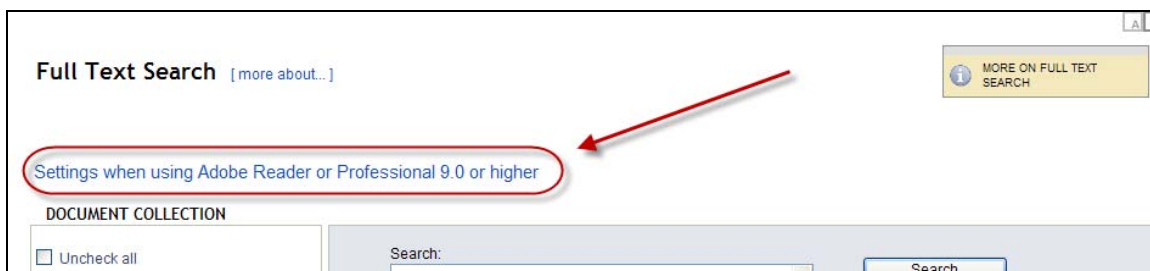 A
Full Text Search [ more about... ]
MORE ON FULL TEXT
SEARCH
Settings when using Adobe Reader or Professional 9.0 or higher
DOCUMENT COLLECTION
Uncheck all
Search:
Search